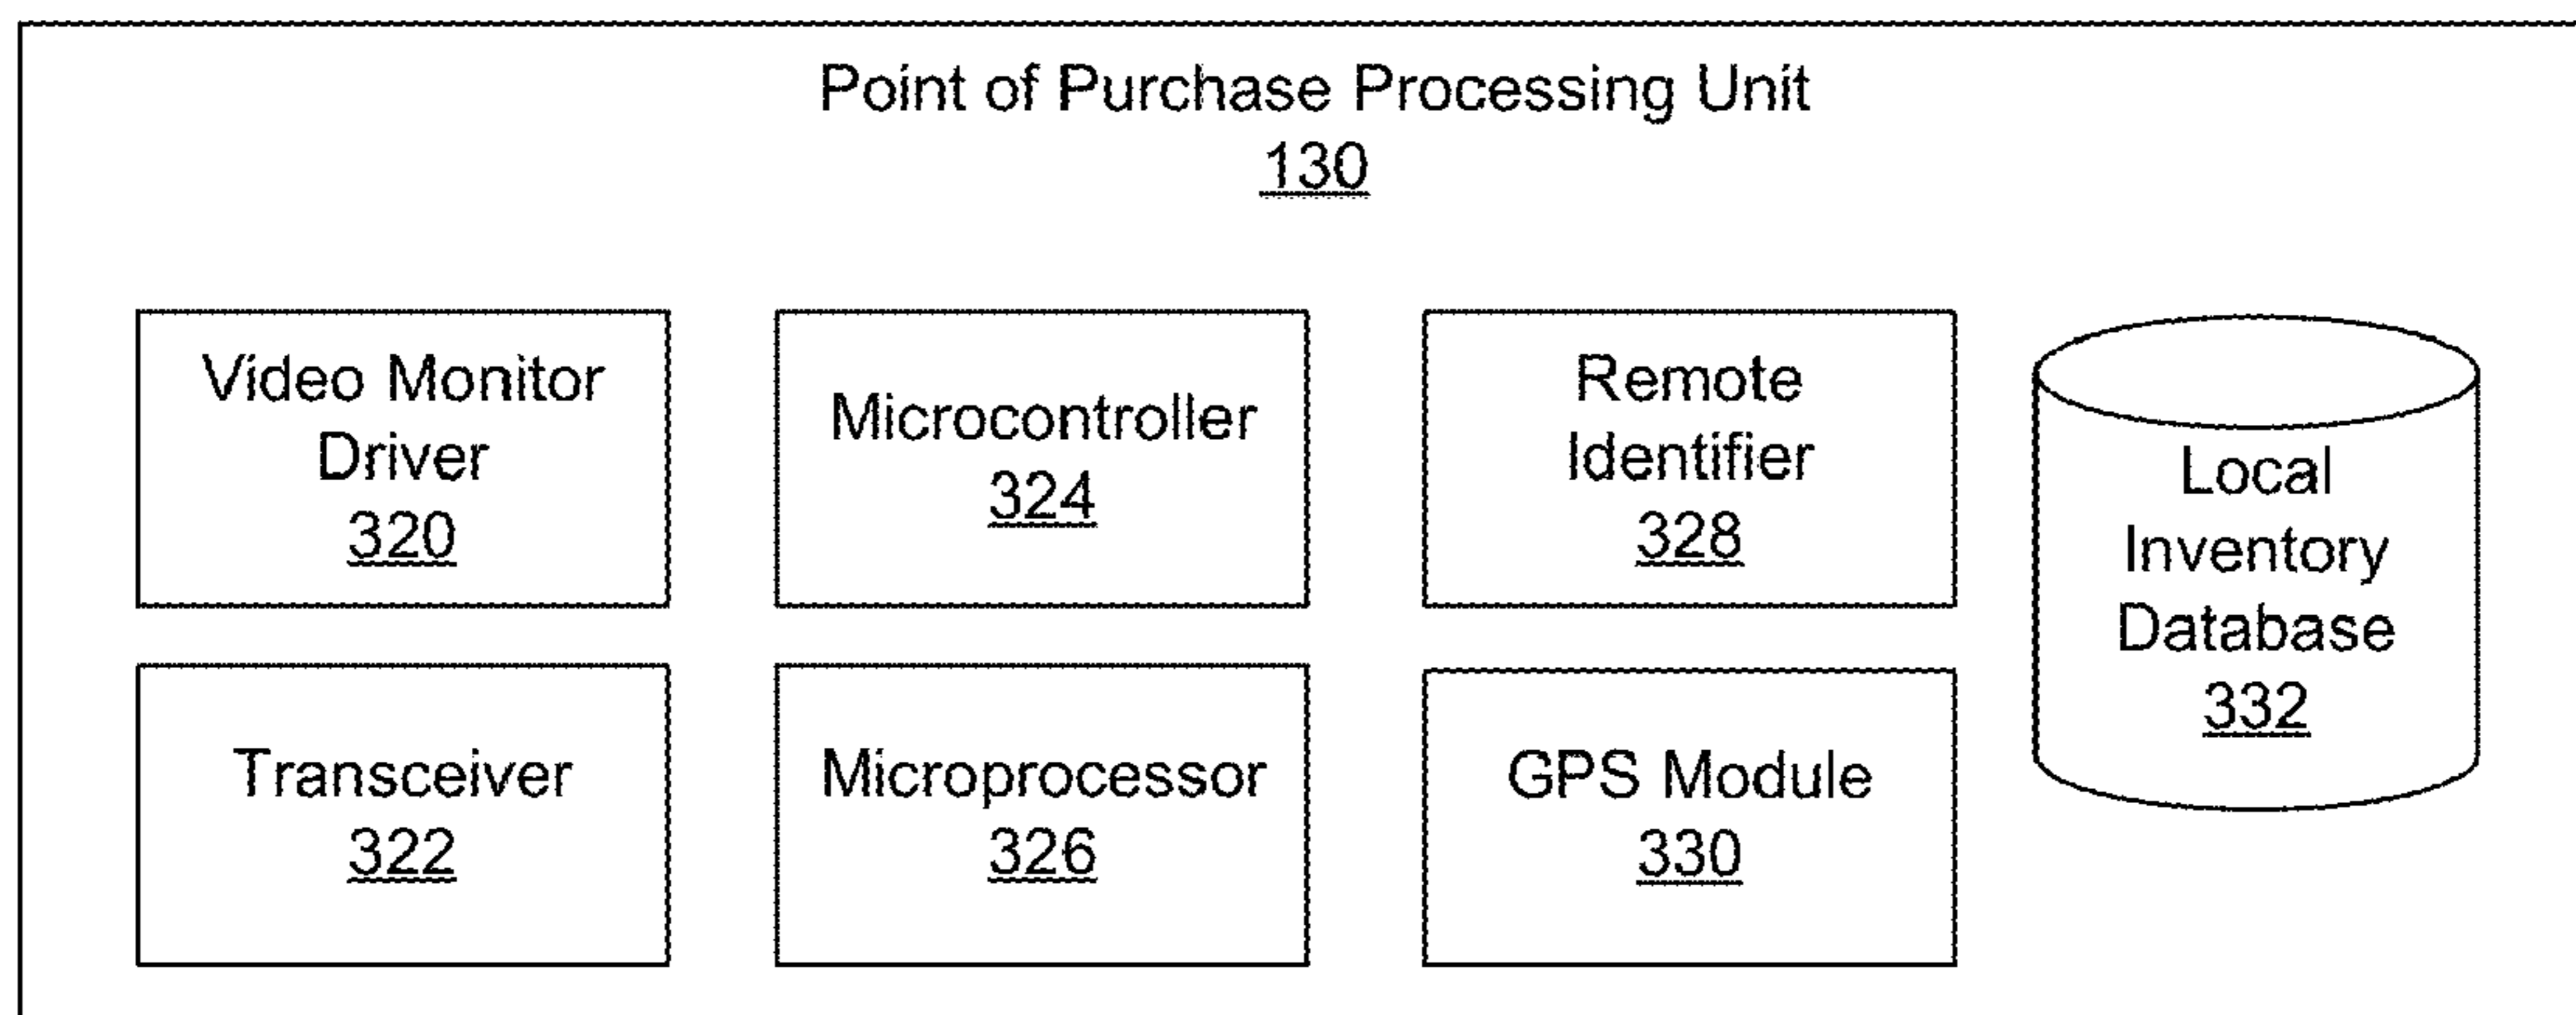 Point of Purchase Processing Unit
130
Video Monitor
Driver
320
Microcontroller
324
Remote
Identifier
328
Local
Inventory
Database
332
Transceiver
322
Microprocessor
326
GPS Module
330